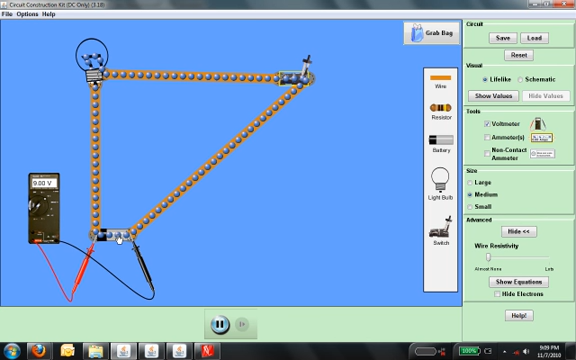 Circuit Construction Kit (DC Only) (3.18)
File Options Help
Grab Bag
Wire
Resistor
Battery
Light Bulb
Switch
9.00 V
Circuit
Save
Load
Reset
Visual
Lifelike
Schematic
Show Values
Hide Values
Tools
Voltmeter
Ammeter(s)
Non-Contact
Ammeter
Size
Large
Medium
Small
Advanced
Hide <<
Wire Resistivity
Almost None
Lots
Show Equations
Hide Electrons
Help!
100%
9:09 PM
11/7/2010